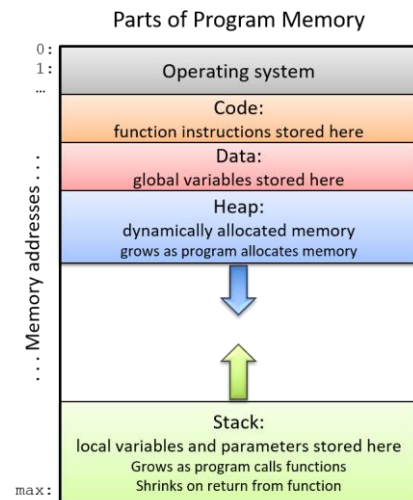 Parts of Program Memory
0:
1:
...
Operating system
Code:
function instructions stored here
Data:
global variables stored here
Heap:
dynamically allocated memory
grows as program allocates memory
. . . Memory addresses . . .
Stack:
local variables and parameters stored here
Grows as program calls functions
Shrinks on return from function
max: